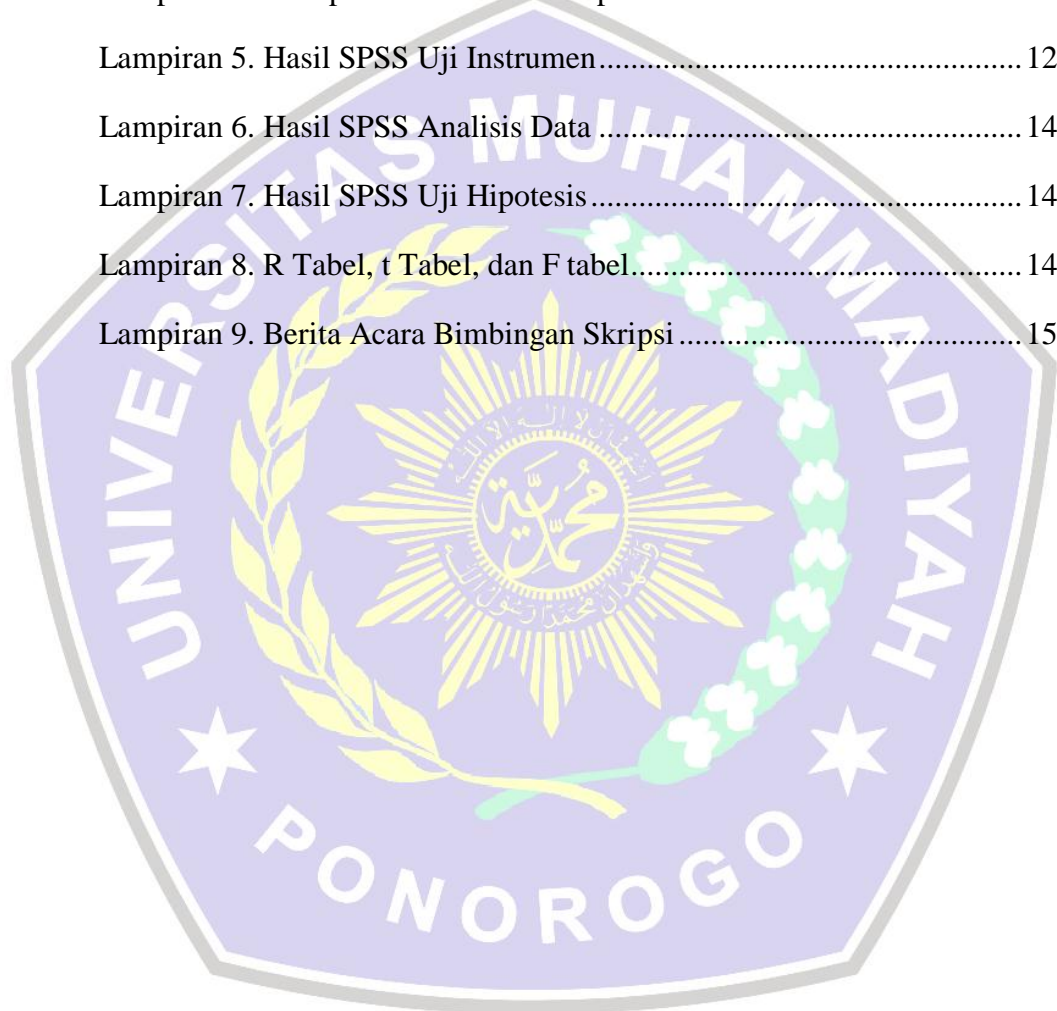 Lampiran 5. Hasil SPSS Uji Instrumen.................................................. 12
Lampiran 6. Hasil SPSS Analisis Data .................................................. 14
Lampiran 7. Hasil SPSS Uji Hipotesis................................................... 14
Lampiran 8. R Tabel, t Tabel, dan F tabel.............................................. 14
Lampiran 9. Berita Acara Bimbingan Skripsi ........................................ 15
UNIVERSITAS MUHAMMADIYAH
محمدية
PONOROGO